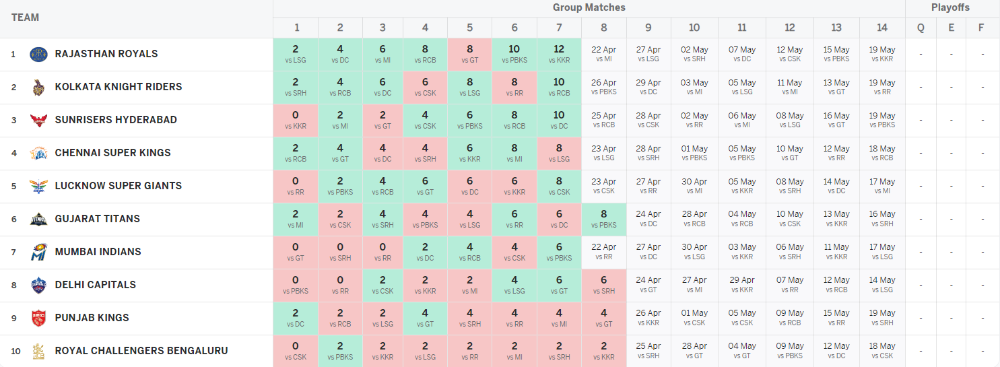 TEAM Group Matches Playoffs
1 2 3 4 5 6 7 8 9 10 11 12 13 14 Q E F
1 RAJASTHAN ROYALS 2 4 6 8 8 10 12 22 Apr 27 Apr 02 May 07 May 12 May 15 May 19 May - - -
vs LSG vs DC vs MI vs RCB vs GT vs PBKS vs KKR vs MI vs LSG vs SRH vs DC vs CSK vs PBKS vs KKR
2 KOLKATA KNIGHT RIDERS 2 4 6 6 8 8 10 26 Apr 29 Apr 03 May 05 May 11 May 13 May 19 May - - -
vs SRH vs RCB vs DC vs CSK vs LSG vs RR vs RCB vs PBKS vs DC vs MI vs LSG vs MI vs GT vs RR
3 SUNRISERS HYDERABAD 0 2 2 4 6 8 10 25 Apr 28 Apr 02 May 06 May 08 May 16 May 19 May - - -
vs KKR vs MI vs GT vs CSK vs PBKS vs RCB vs DC vs RCB vs CSK vs RR vs MI vs LSG vs GT vs PBKS
4 CHENNAI SUPER KINGS 2 4 4 4 6 8 8 23 Apr 28 Apr 01 May 05 May 10 May 12 May 18 May - - -
vs RCB vs GT vs DC vs SRH vs KKR vs MI vs LSG vs LSG vs SRH vs PBKS vs PBKS vs GT vs RR vs RCB
5 LUCKNOW SUPER GIANTS 0 2 4 6 6 6 8 23 Apr 27 Apr 30 Apr 05 May 08 May 14 May 17 May - - -
vs RR vs PBKS vs RCB vs GT vs DC vs KKR vs CSK vs CSK vs RR vs MI vs KKR vs SRH vs DC vs MI
6 GUJARAT TITANS 2 2 4 4 4 6 6 8 24 Apr 28 Apr 04 May 10 May 13 May 16 May - - -
vs MI vs CSK vs SRH vs PBKS vs LSG vs RR vs DC vs PBKS vs DC vs RCB vs RCB vs CSK vs KKR vs SRH
7 MUMBAI INDIANS 0 0 0 2 4 4 6 22 Apr 27 Apr 30 Apr 03 May 06 May 11 May 17 May - - -
vs GT vs SRH vs RR vs DC vs RCB vs CSK vs PBKS vs RR vs DC vs LSG vs KKR vs SRH vs KKR vs LSG
8 DELHI CAPITALS 0 0 2 2 2 4 6 6 24 Apr 27 Apr 29 Apr 07 May 12 May 14 May - - -
vs PBKS vs RR vs CSK vs KKR vs MI vs LSG vs GT vs SRH vs GT vs MI vs KKR vs RR vs RCB vs LSG
9 PUNJAB KINGS 2 2 2 4 4 4 4 4 26 Apr 01 May 05 May 09 May 15 May 19 May - - -
vs DC vs RCB vs LSG vs GT vs SRH vs RR vs MI vs GT vs KKR vs CSK vs CSK vs RCB vs RR vs SRH
10 ROYAL CHALLENGERS BENGALURU 0 2 2 2 2 2 2 2 25 Apr 28 Apr 04 May 09 May 12 May 18 May - - -
vs CSK vs PBKS vs KKR vs LSG vs RR vs MI vs SRH vs KKR vs SRH vs GT vs GT vs PBKS vs DC vs CSK